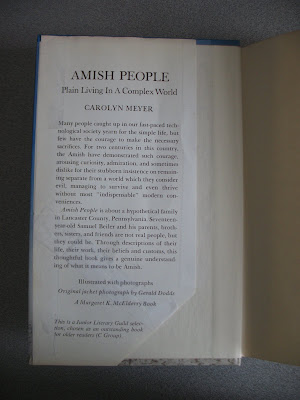 AMISH PEOPLE
Plain Living In A Complex World
CAROLYN MEYER
Many people caught up in our fast-paced tech-
nological society yearn for the simple life, but
few have the courage to make the necessary
sacrifices. For two centuries in this country,
the Amish have demonstrated such courage,
arousing curiosity, admiration, and sometimes
dislike for their stubborn insistence on remain-
ing separate from a world which they consider
evil, managing to survive and even thrive
without most "indispensable" modern con-
veniences.
Amish People is about a hypothetical family
in Lancaster County, Pennsylvania. Seventeen-
year-old Samuel Beiler and his parents, broth-
ers, sisters, and friends are not real people, but
they could be. Through descriptions of their
life, their work, their beliefs and customs, this
thoughtful book gives a genuine understand-
ing of what it means to be Amish.
Illustrated with photographs
Original jacket photograph by Gerald Dodds
A Margaret K. McElderry Book
This is a Junior Literary Guild selec-
tion, chosen as an outstanding book
for older readers (C Group).